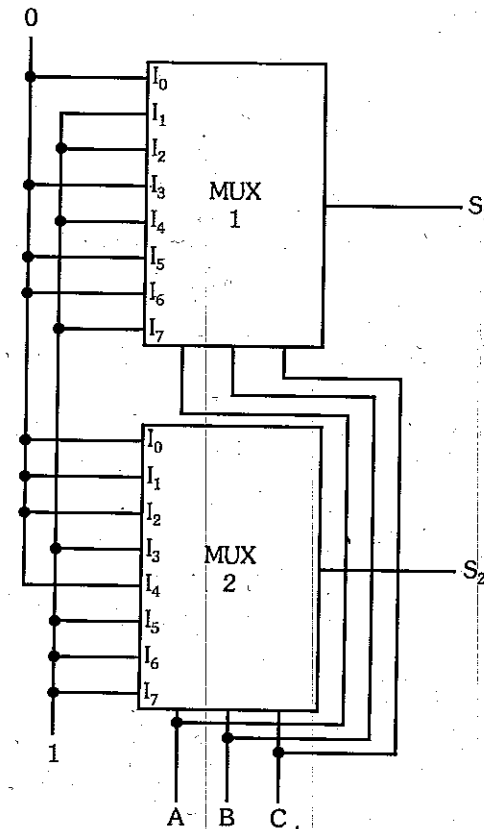 0
I₀
I₁
I₂
I₃
I₄
I₅
I₆
I₇
MUX
1
S
I₀
I₁
I₂
I₃
I₄
I₅
I₆
I₇
MUX
2
S₂
1
A B C